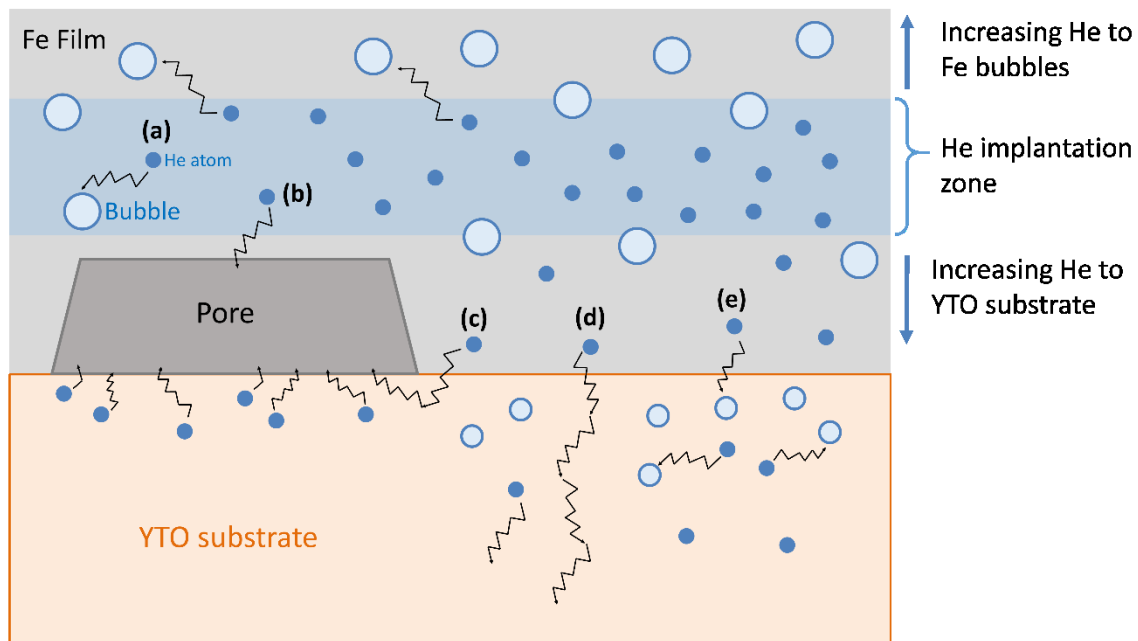 Fe Film
Increasing He to
Fe bubbles
(a)
He atom
He implantation
zone
(b)
Bubble
Increasing He to
YTO substrate
Pore
(c)
(d)
(e)
YTO substrate